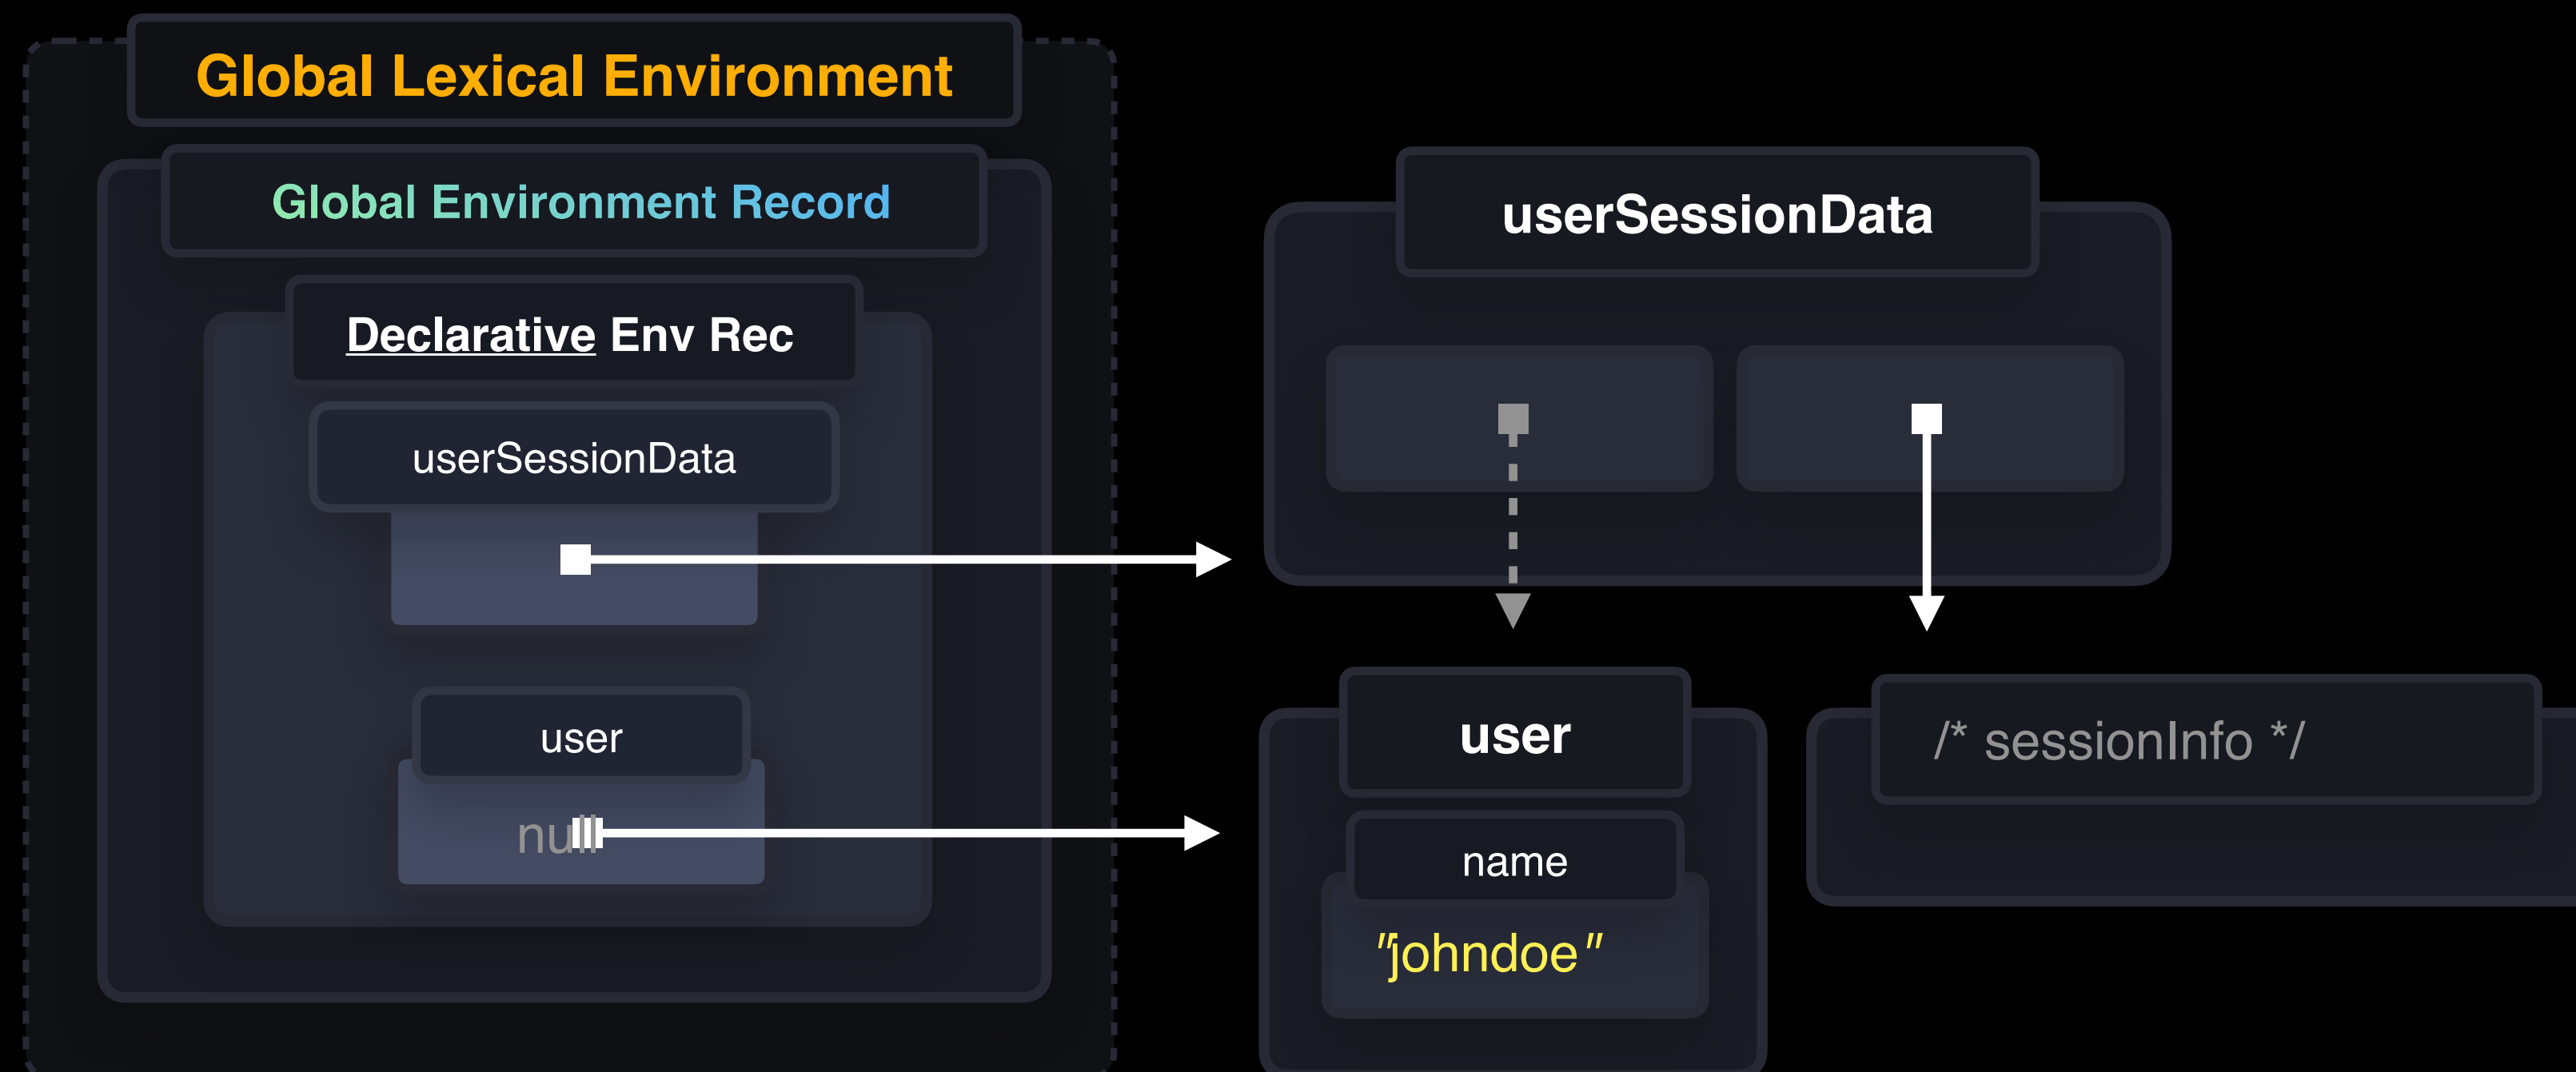 Global Lexical Environment
Global Environment Record
Declarative Env Rec
userSessionData
user
null
userSessionData
user
name
"johndoe"
/* sessionInfo */